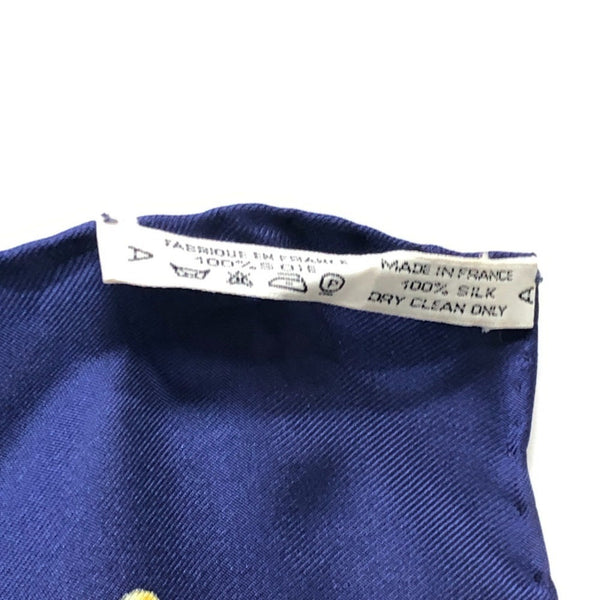 A
FABRIQUE EN FRANCE
100% SOIE
P
MADE IN FRANCE
100% SILK
DRY CLEAN ONLY
A